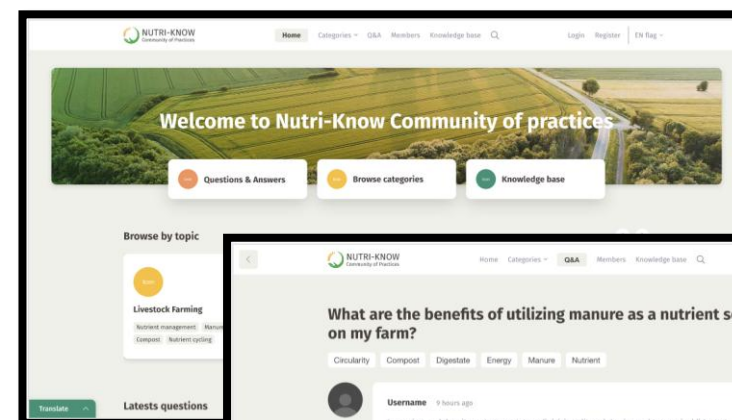 NUTRI-KNOW
Community of Practices
Home Categories Q&A Members Knowledge base
Login Register EN flag
Welcome to Nutri-Know Community of practices
Questions & Answers
Browse categories
Knowledge base
Browse by topic
Livestock Farming
Nutrient management
Compost Nutrient cycling
Translate
Latests questions
NUTRI-KNOW
Community of Practices
Home Categories Q&A Members Knowledge base
What are the benefits of utilizing manure as a nutrient
on my farm?
Circularity Compost Digestate Energy Manure Nutrient
Username 9 hours ago